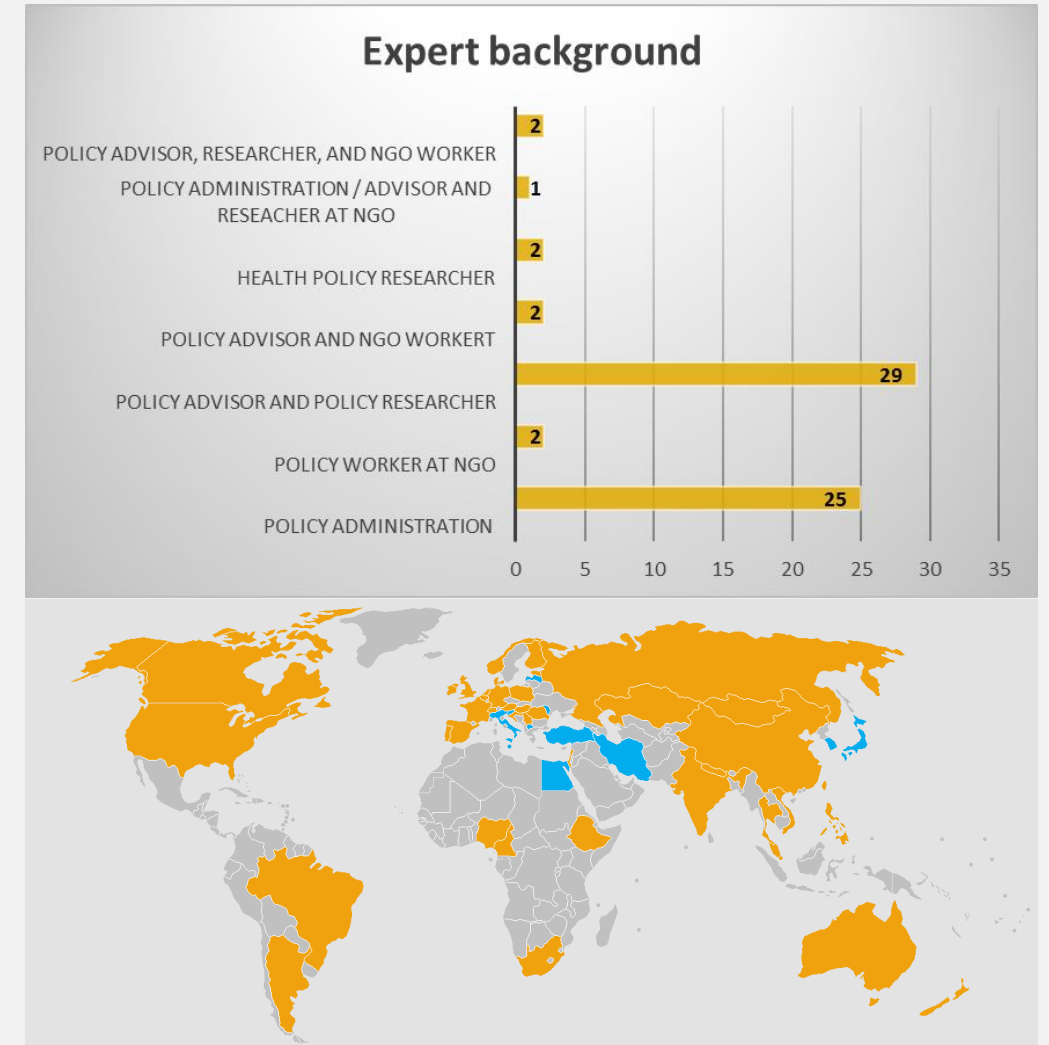 Expert background
2
POLICY ADVISOR, RESEARCHER, AND NGO WORKER
1
POLICY ADMINISTRATION / ADVISOR AND
RESEACHER AT NGO
2
HEALTH POLICY RESEARCHER
2
POLICY ADVISOR AND NGO WORKERT
29
POLICY ADVISOR AND POLICY RESEARCHER
2
POLICY WORKER AT NGO
25
POLICY ADMINISTRATION
0 5 10 15 20 25 30 35